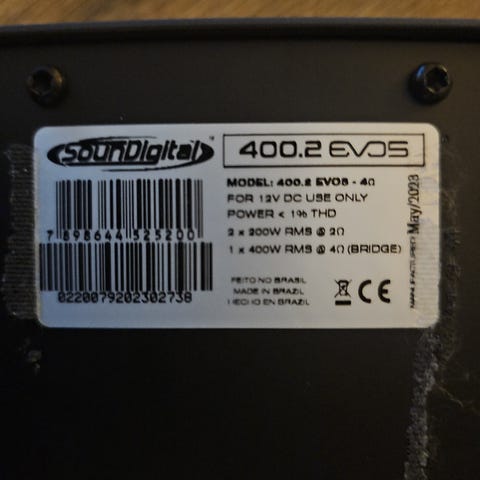 SounDigital
400.2 EVO5
MODEL: 400.2 EVO5 - 4Ω
FOR 12V DC USE ONLY
POWER < 1% THD
2 x 200W RMS @ 2Ω
1 x 400W RMS @ 4Ω (BRIDGE)
7 898644 525200
0220079202302738
FEITO NO BRASIL
MADE IN BRAZIL
HECHO EN BRAZIL
CE
MANUFACTURED May/2023